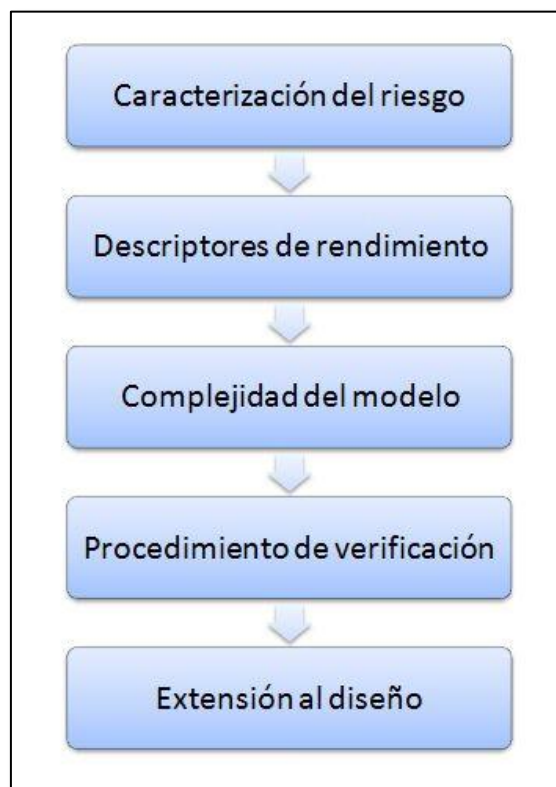 Caracterización del riesgo
Descriptores de rendimiento
Complejidad del modelo
Procedimiento de verificación
Extensión al diseño